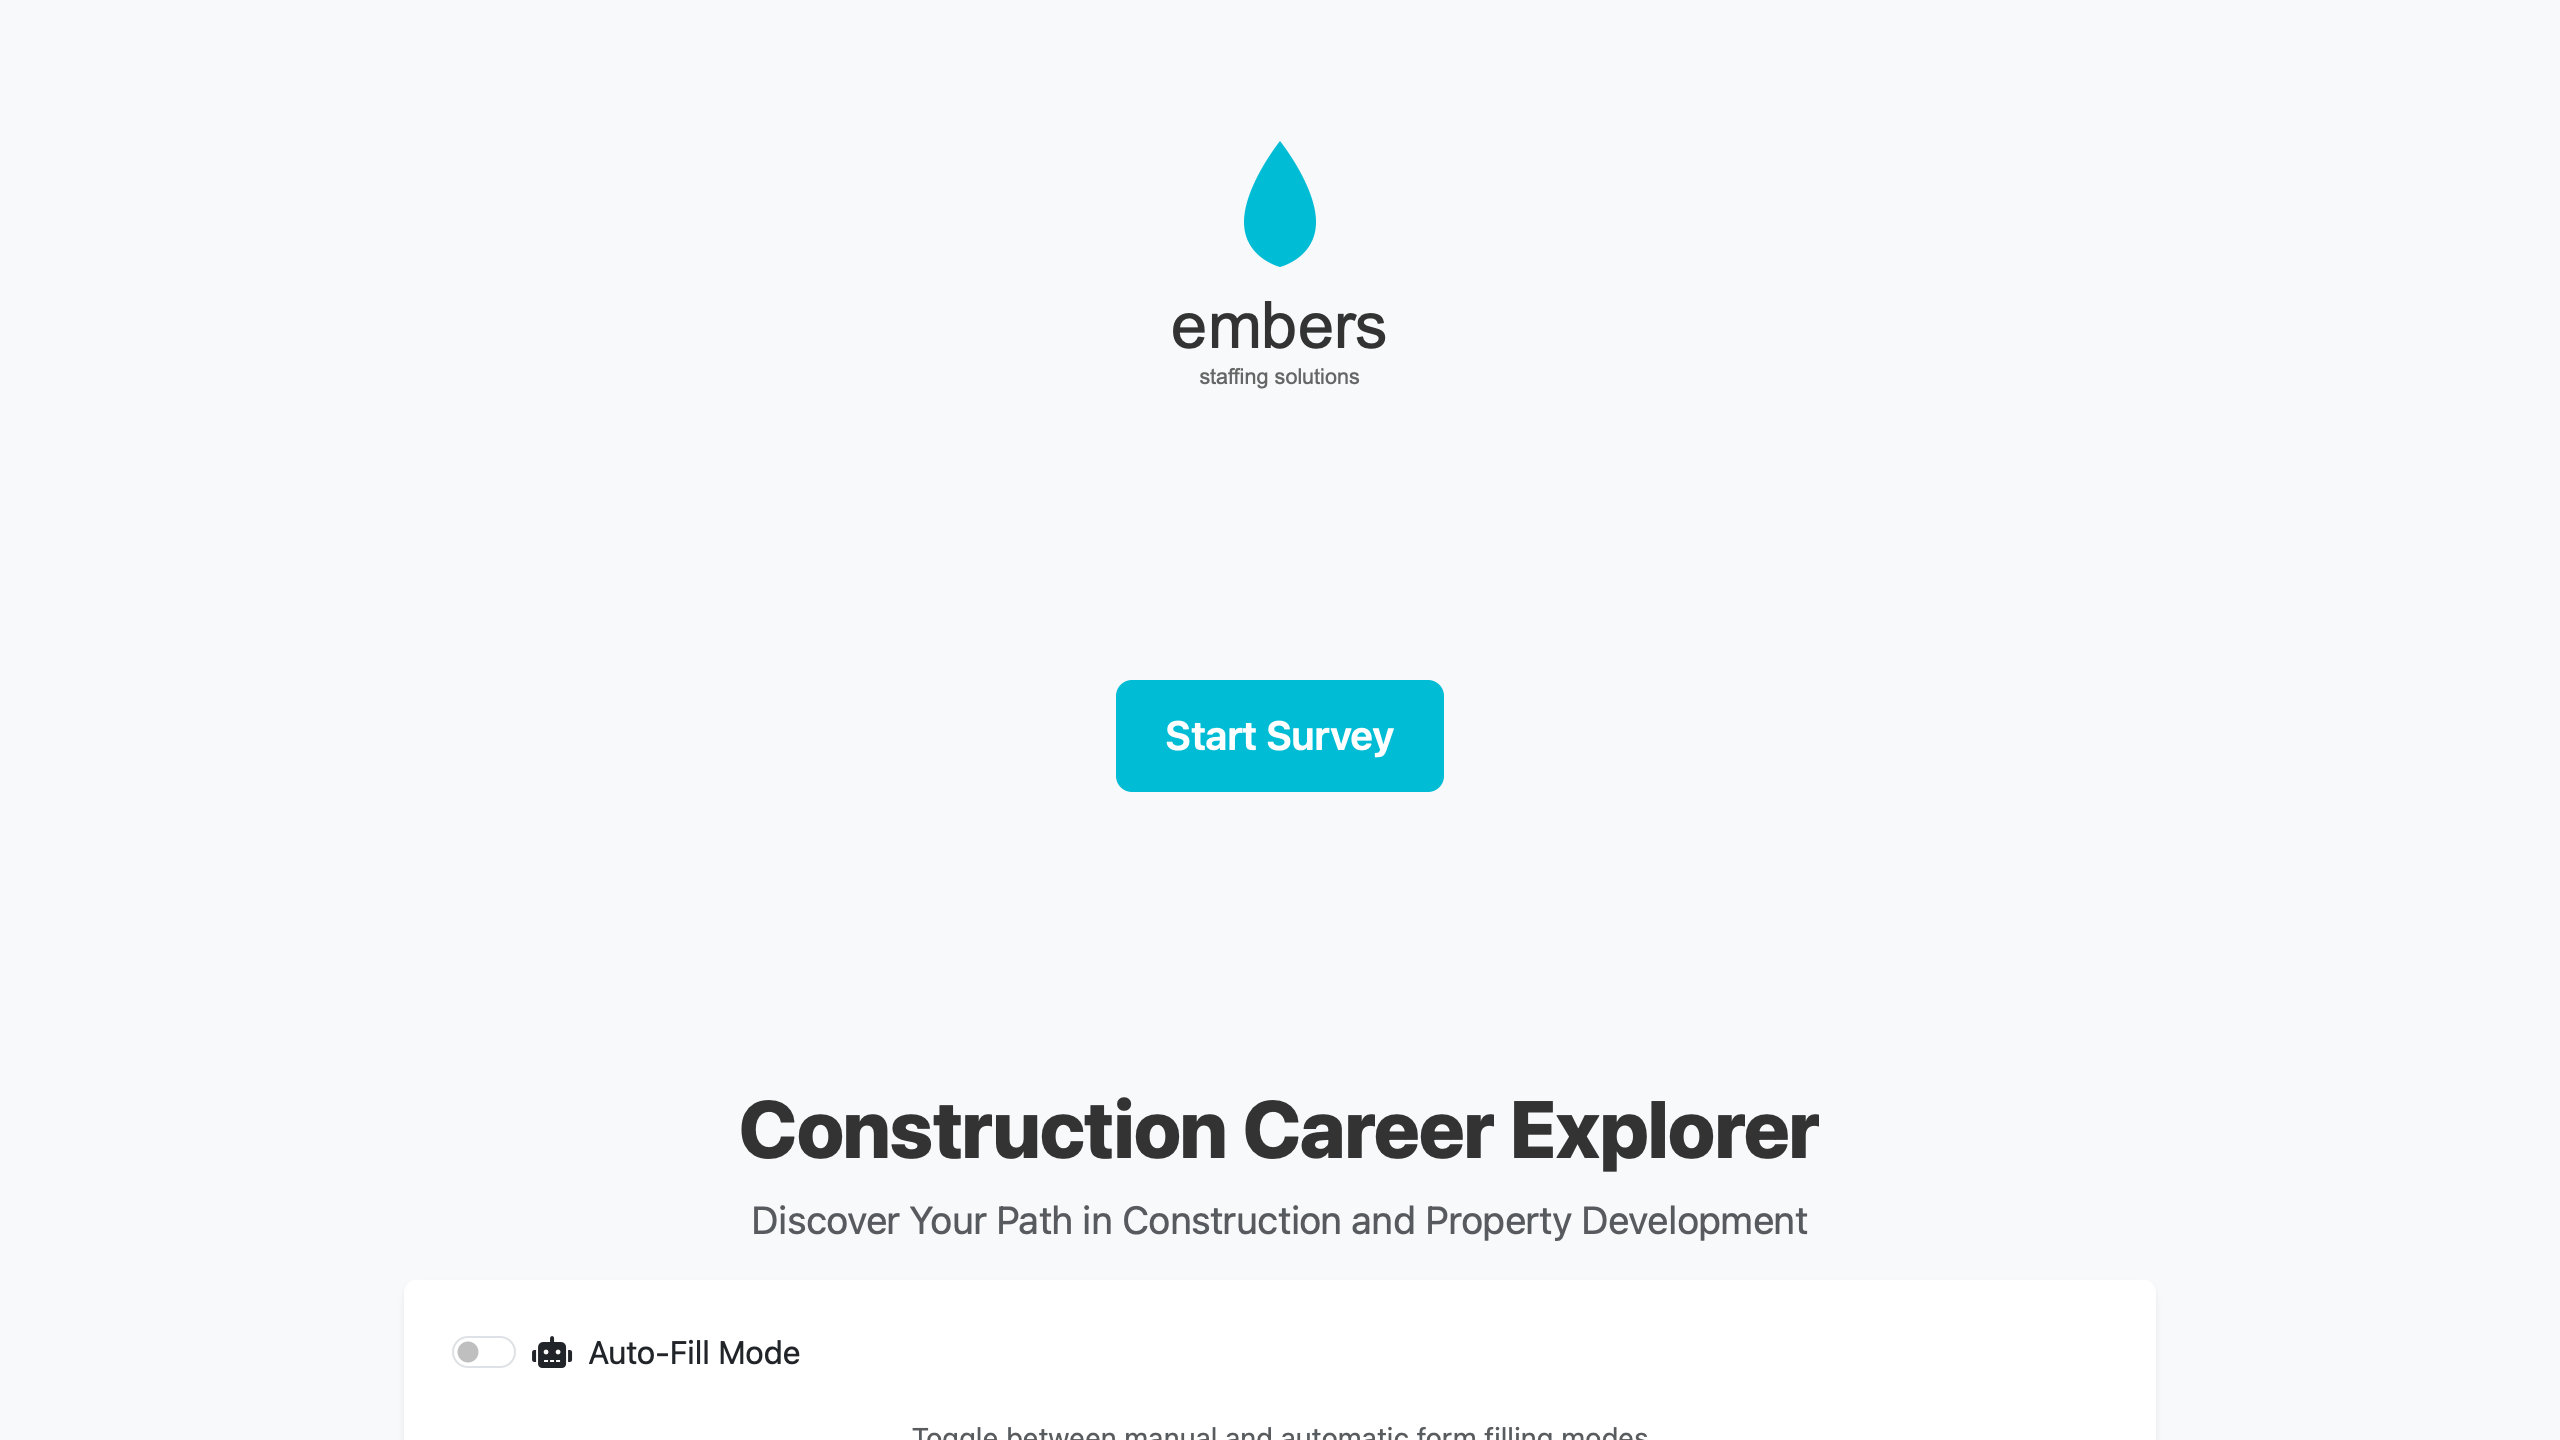 embers
staffing solutions
Start Survey
Construction Career Explorer
Discover Your Path in Construction and Property Development
Auto-Fill Mode
Toggle between manual and automatic form filling modes